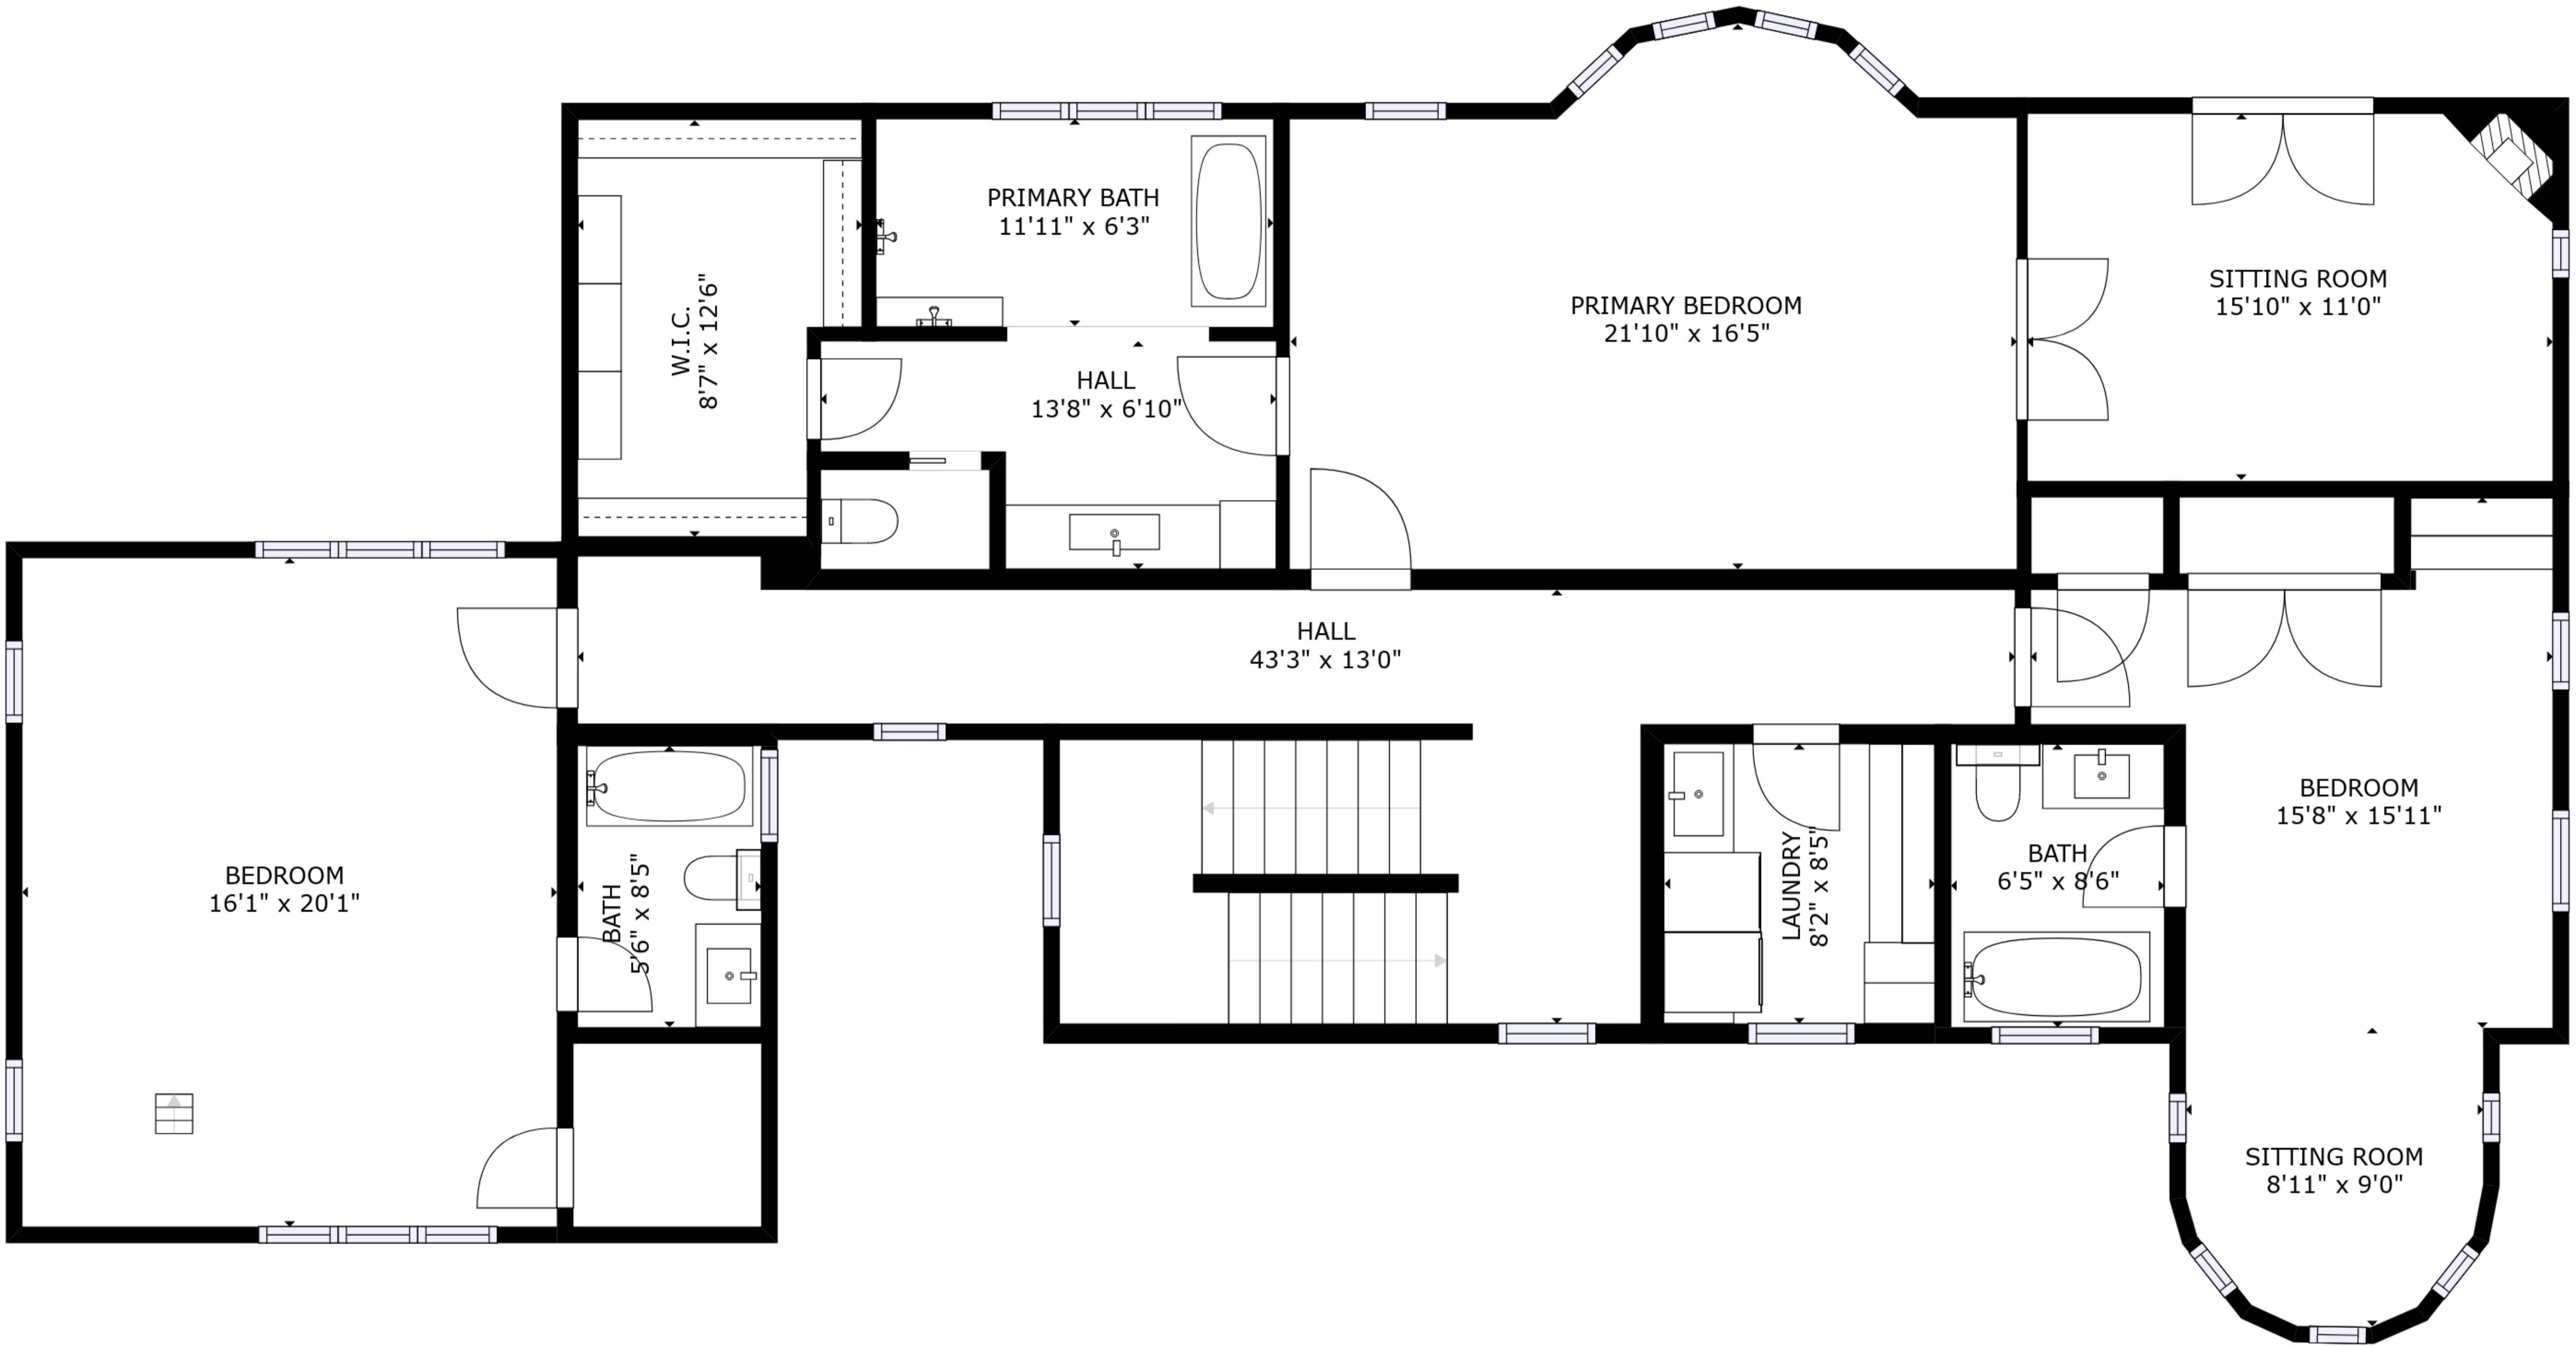 PRIMARY BATH
11'11" x 6'3"
SITTING ROOM
15'10" x 11'0"
PRIMARY BEDROOM
21'10" x 16'5"
W.I.C.
8'7" x 12'6"
HALL
13'8" x 6'10"
HALL
43'3" x 13'0"
BEDROOM
15'8" x 15'11"
BEDROOM
16'1" x 20'1"
BATH
5'6" x 8'5"
LAUNDRY
8'2" x 8'5"
BATH
6'5" x 8'6"
SITTING ROOM
8'11" x 9'0"